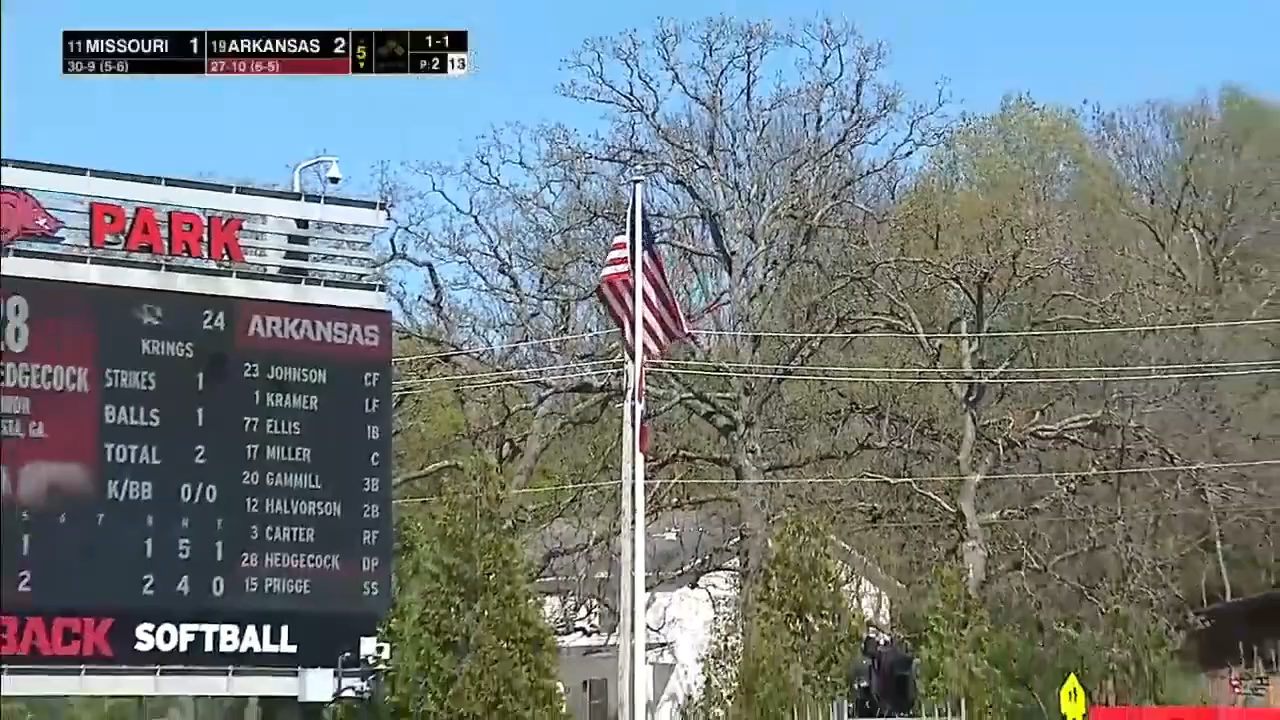 11 MISSOURI 1 19 ARKANSAS 2 5 1-1
30-9 (5-6) 27-10 (6-5) P:2 13
PARK
24 ARKANSAS
KRINGS
EDGECOCK
STRIKES 1
BALLS 1
TOTAL 2
K/BB 0/0
23 JOHNSON CF
1 KRAMER LF
77 ELLIS 1B
17 MILLER C
20 GAMMILL 3B
12 HALVORSON 2B
3 CARTER RF
28 HEDGECOCK DP
15 PRIGGE SS
5 6 7
1 1 5 1
2 2 4 0
BACK SOFTBALL